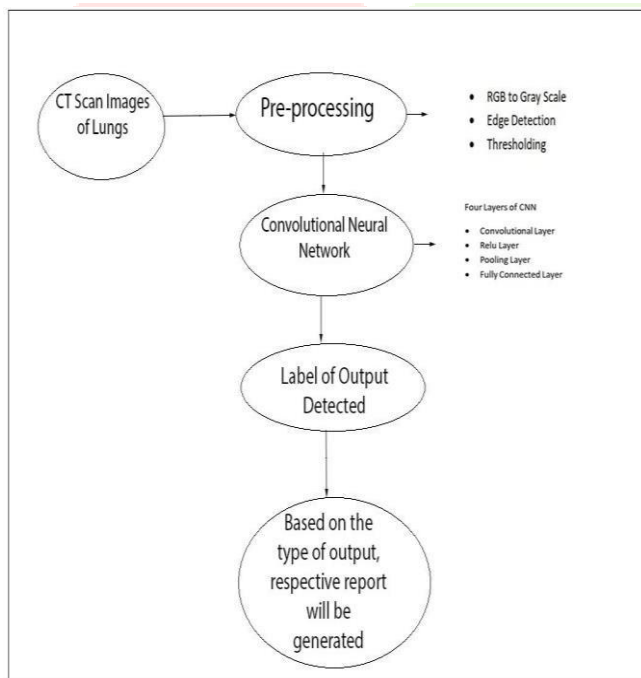 CT Scan Images
of Lungs
Pre-processing
• RGB to Gray Scale
• Edge Detection
• Thresholding
Convolutional Neural
Network
Four Layers of CNN
• Convolutional Layer
• Relu Layer
• Pooling Layer
• Fully Connected Layer
Label of Output
Detected
Based on the
type of output,
respective report
will be
generated